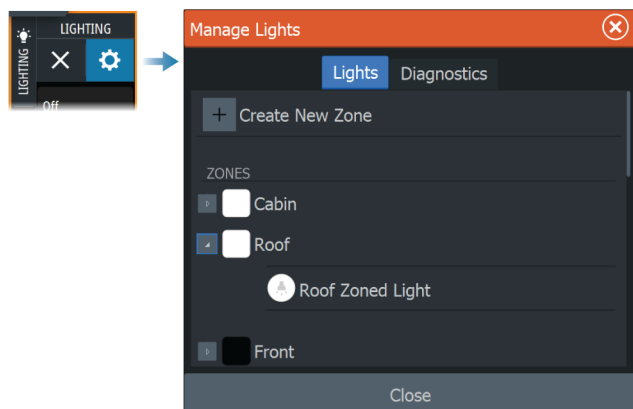 LIGHTING
LIGHTING
Off
Manage Lights
Lights Diagnostics
+ Create New Zone
ZONES
Cabin
Roof
Roof Zoned Light
Front
Close